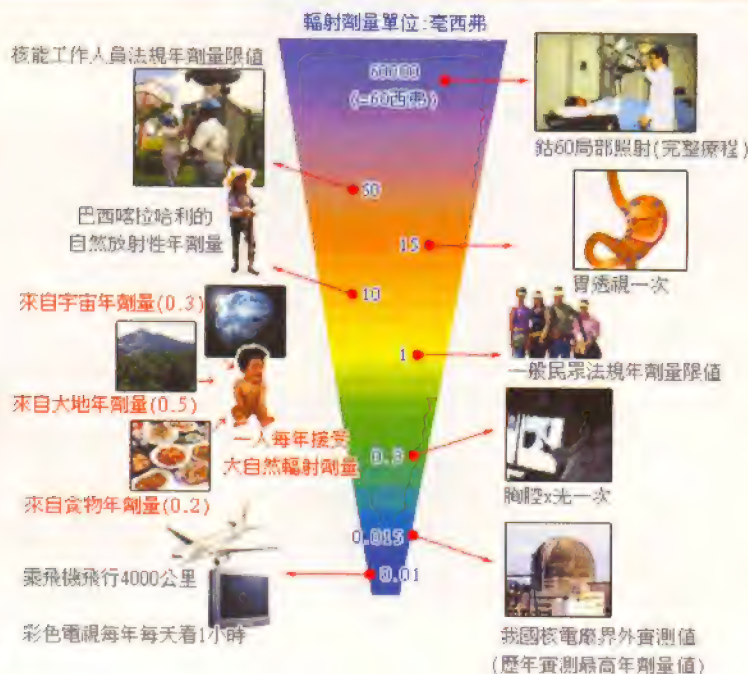 輻射劑量單位:毫西弗
核能工作人員法規年劑量限值
60000
(=60西弗)
鈷60局部照射(完整療程)
50
巴西喀拉哈利的
自然放射性年劑量
15
胃透視一次
10
來自宇宙年劑量(0.3)
1
一般民眾法規年劑量限值
來自大地年劑量(0.5)
一人每年接受
大自然輻射劑量
0.3
胸腔x光一次
來自食物年劑量(0.2)
0.015
乘飛機飛行4000公里
0.01
彩色電視每年每天看1小時
我國核電廠界外實測值
(歷年實測最高年劑量值)